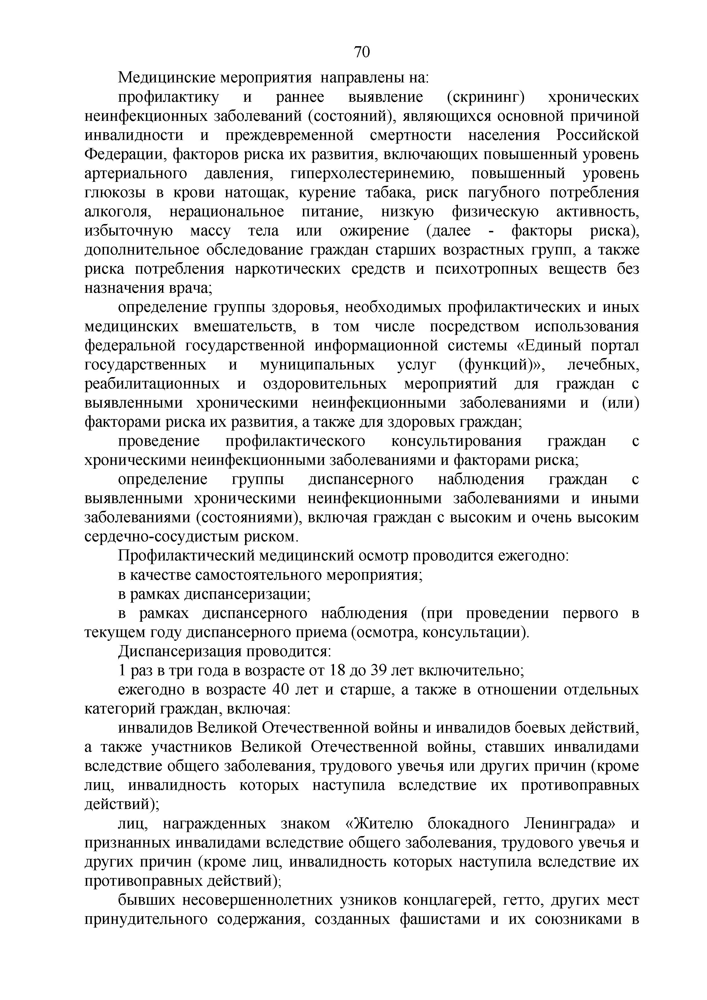 70
Медицинские мероприятия направлены на:
профилактику и раннее выявление (скрининг) хронических
неинфекционных заболеваний (состояний), являющихся основной причиной
инвалидности и преждевременной смертности населения Российской
Федерации, факторов риска их развития, включающих повышенный уровень
артериального давления, гиперхолестеринемию, повышенный уровень
глюкозы в крови натощак, курение табака, риск пагубного потребления
алкоголя, нерациональное питание, низкую физическую активность,
избыточную массу тела или ожирение (далее - факторы риска),
дополнительное обследование граждан старших возрастных групп, а также
риска потребления наркотических средств и психотропных веществ без
назначения врача;
определение группы здоровья, необходимых профилактических и иных
медицинских вмешательств, в том числе посредством использования
федеральной государственной информационной системы «Единый портал
государственных и муниципальных услуг (функций)», лечебных,
реабилитационных и оздоровительных мероприятий для граждан с
выявленными хроническими неинфекционными заболеваниями и (или)
факторами риска их развития, а также для здоровых граждан;
проведение профилактического консультирования граждан с
хроническими неинфекционными заболеваниями и факторами риска;
определение группы диспансерного наблюдения граждан с
выявленными хроническими неинфекционными заболеваниями и иными
заболеваниями (состояниями), включая граждан с высоким и очень высоким
сердечно-сосудистым риском.
Профилактический медицинский осмотр проводится ежегодно:
в качестве самостоятельного мероприятия;
в рамках диспансеризации;
в рамках диспансерного наблюдения (при проведении первого в
текущем году диспансерного приема (осмотра, консультации).
Диспансеризация проводится:
1 раз в три года в возрасте от 18 до 39 лет включительно;
ежегодно в возрасте 40 лет и старше, а также в отношении отдельных
категорий граждан, включая:
инвалидов Великой Отечественной войны и инвалидов боевых действий,
а также участников Великой Отечественной войны, ставших инвалидами
вследствие общего заболевания, трудового увечья или других причин (кроме
лиц, инвалидность которых наступила вследствие их противоправных
действий);
лиц, награжденных знаком «Жителю блокадного Ленинграда» и
признанных инвалидами вследствие общего заболевания, трудового увечья и
других причин (кроме лиц, инвалидность которых наступила вследствие их
противоправных действий);
бывших несовершеннолетних узников концлагерей, гетто, других мест
принудительного содержания, созданных фашистами и их союзниками в